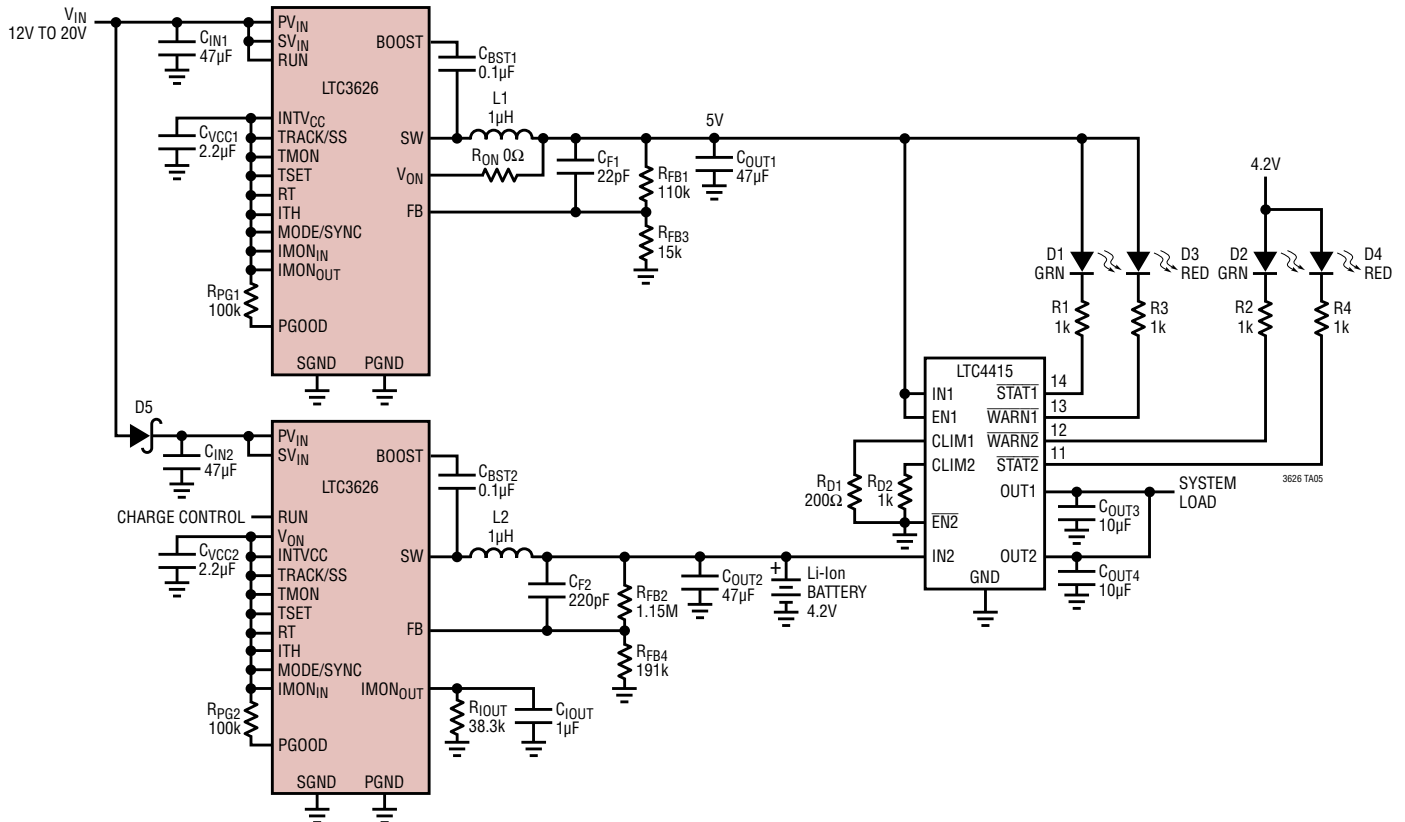 VIN
12V TO 20V
CIN1
47µF
PVIN
SVIN
RUN
BOOST
LTC3626
CBST1
0.1µF
L1
1µH
CVCC1
2.2µF
INTVCC
TRACK/SS
TMON
TSET
RT
ITH
MODE/SYNC
IMONIN
IMONOUT
SW
RON 0Ω
VON
FB
CF1
22pF
RFB1
110k
RFB3
15k
5V
COUT1
47µF
RPG1
100k
PGOOD
SGND
PGND
4.2V
D1
GRN
D3
RED
D2
GRN
D4
RED
R1
1k
R3
1k
R2
1k
R4
1k
LTC4415
IN1
EN1
CLIM1
CLIM2
EN2
IN2
STAT1
WARN1
WARN2
STAT2
OUT1
OUT2
GND
14
13
12
11
RD1
200Ω
RD2
1k
3626 TA05
SYSTEM
LOAD
COUT3
10µF
COUT4
10µF
D5
CIN2
47µF
PVIN
SVIN
BOOST
LTC3626
CBST2
0.1µF
L2
1µH
CHARGE CONTROL
RUN
VON
CVCC2
2.2µF
INTVCC
TRACK/SS
TMON
TSET
RT
ITH
MODE/SYNC
IMONIN
SW
FB
IMONOUT
CF2
220pF
RFB2
1.15M
RFB4
191k
COUT2
47µF
+
Li-Ion
BATTERY
4.2V
RPG2
100k
PGOOD
RIOUT
38.3k
CIOUT
1µF
SGND
PGND